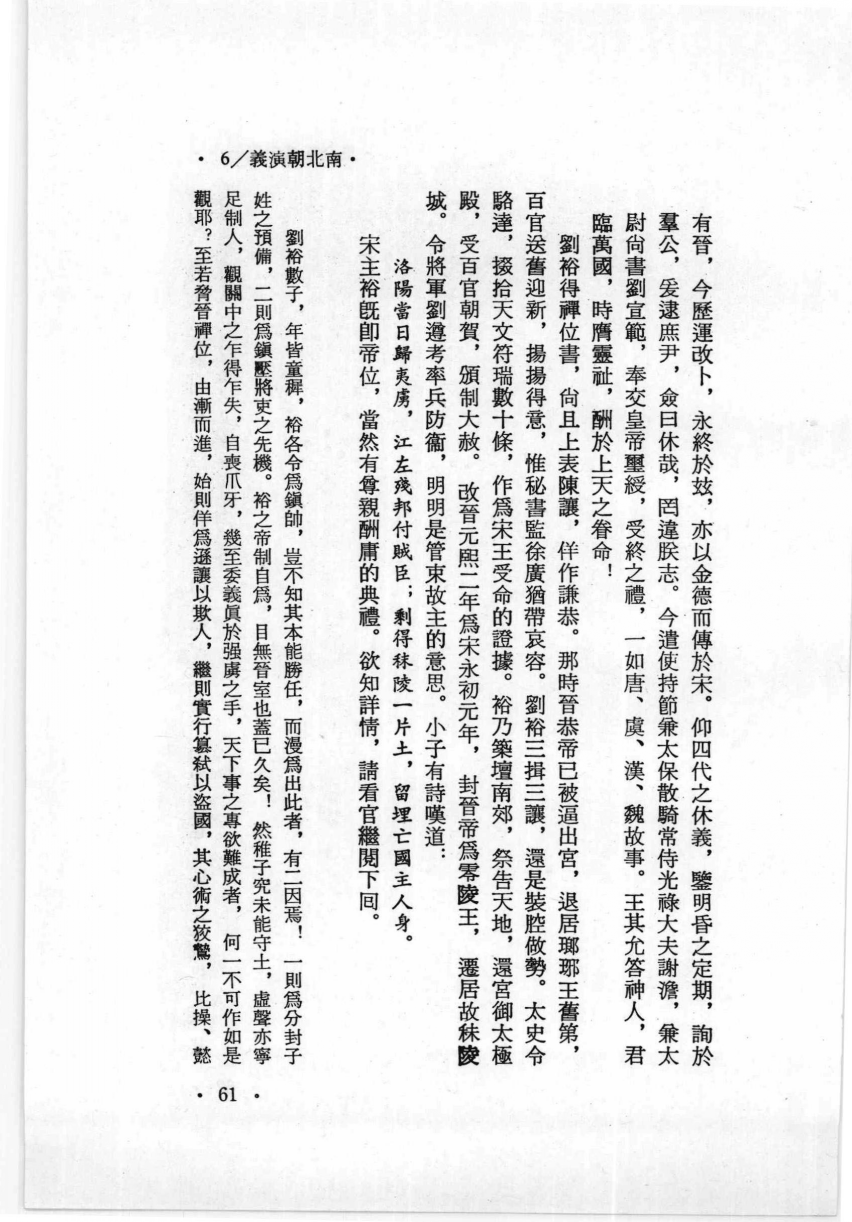 •南北朝演義／6 •
有晉，今歷運改卜，永終於玆，亦以金德而傳於宋。仰四代之休義，鑒明昏之定期，詢於
羣公，爰逮庶尹，僉曰休哉，罔違朕志。今遣使持節兼太保散騎常侍光祿大夫謝澹，兼太
尉尙書劉宣範，奉交皇帝璽綬，受終之禮，一如唐、虞、漢、魏故事。王其允答神人，君
臨萬國，時膺靈祉，酬於上天之眷命！
劉裕得禪位書，尙且上表陳讓，佯作謙恭。那時晉恭帝已被逼出宮，退居瑯琊王舊第，
百官送舊迎新，揚揚得意，惟秘書監徐廣猶帶哀容。劉裕三揖三讓，還是裝腔做勢。太史令
駱達，掇拾天文符瑞數十條，作爲宋王受命的證據。裕乃築壇南郊，祭告天地，還宮御太極
殿，受百官朝賀，頒制大赦。改晉元熙二年爲宋永初元年，封晉帝爲零陵王，遷居故秣陵
城。令將軍劉遵考率兵防衞，明明是管束故主的意思。小子有詩嘆道：
洛陽當日歸夷虜，江左殘邦付賊臣；剩得秣陵一片土，留埋亡國主人身。
宋主裕旣卽帝位，當然有尊親酬庸的典禮。欲知詳情，請看官繼閱下回。
劉裕數子，年皆童穉，裕各令爲鎭帥，豈不知其本能勝任，而漫爲出此者，有二因焉！一則爲分封子
姓之預備，二則爲鎭壓將吏之先機。裕之帝制自爲，目無晉室也蓋已久矣！然稚子究未能守土，虛聲亦寧
足制人，觀關中之乍得乍失，自喪爪牙，幾至委義眞於强虜之手，天下事之專欲難成者，何一不可作如是
觀耶？至若脅晉禪位，由漸而進，始則佯爲遜讓以欺人，繼則實行篡弒以盜國，其心術之狡鷙，比操、懿
• 61 •